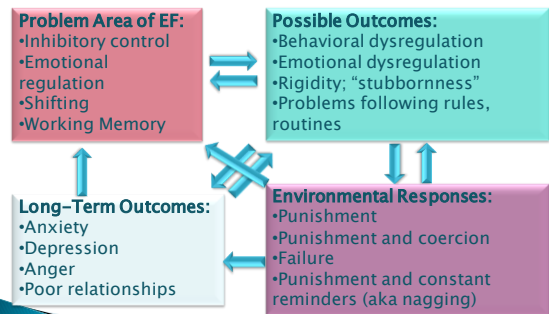 Problem Area of EF:
•Inhibitory control
•Emotional
regulation
•Shifting
•Working Memory
Possible Outcomes:
•Behavioral dysregulation
•Emotional dysregulation
•Rigidity; “stubbornness”
•Problems following rules,
routines
Long-Term Outcomes:
•Anxiety
•Depression
•Anger
•Poor relationships
Environmental Responses:
•Punishment
•Punishment and coercion
•Failure
•Punishment and constant
reminders (aka nagging)